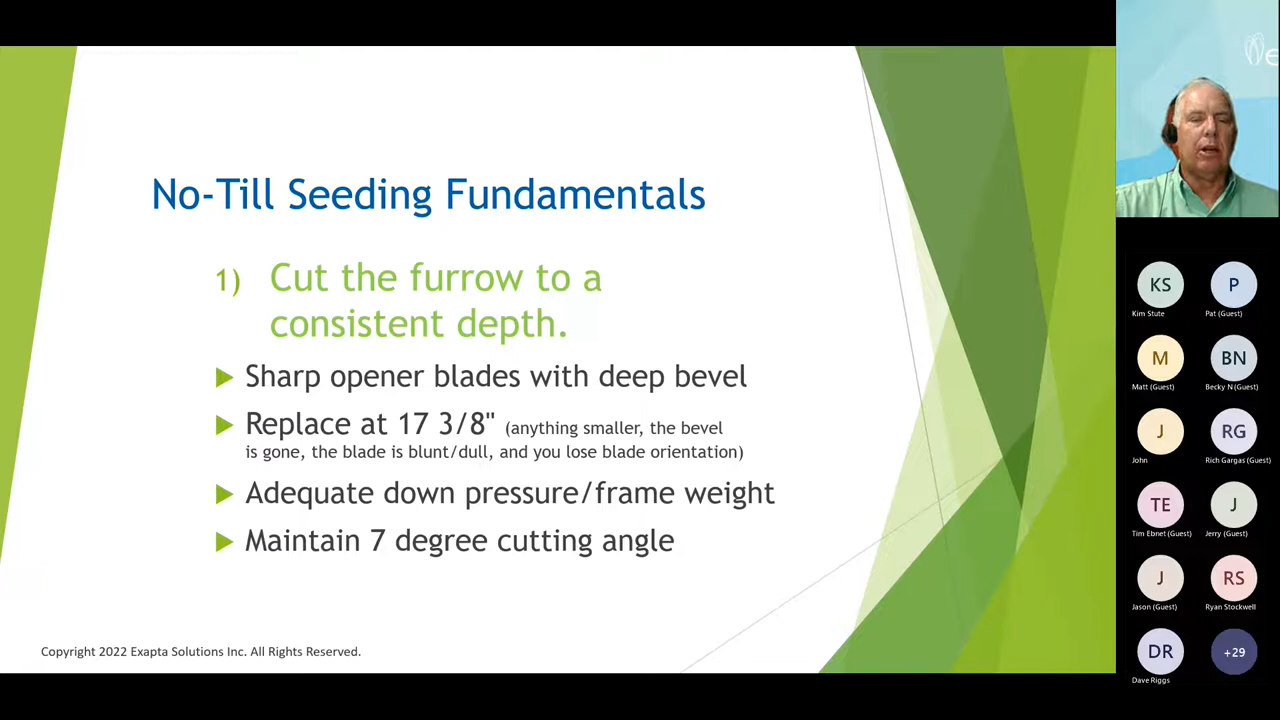 No-Till Seeding Fundamentals
1) Cut the furrow to a
consistent depth.
Sharp opener blades with deep bevel
Replace at 17 3/8" (anything smaller, the bevel
is gone, the blade is blunt/dull, and you lose blade orientation)
Adequate down pressure/frame weight
Maintain 7 degree cutting angle
Copyright 2022 Exapta Solutions Inc. All Rights Reserved.
KS P
Kim Stute Pat (Guest)
M BN
Matt (Guest) Becky N (Guest)
J RG
John Rich Gargas (Guest)
TE J
Tim Ebnet (Guest) Jerry (Guest)
J RS
Jason (Guest) Ryan Stockwell
DR +29
Dave Riggs